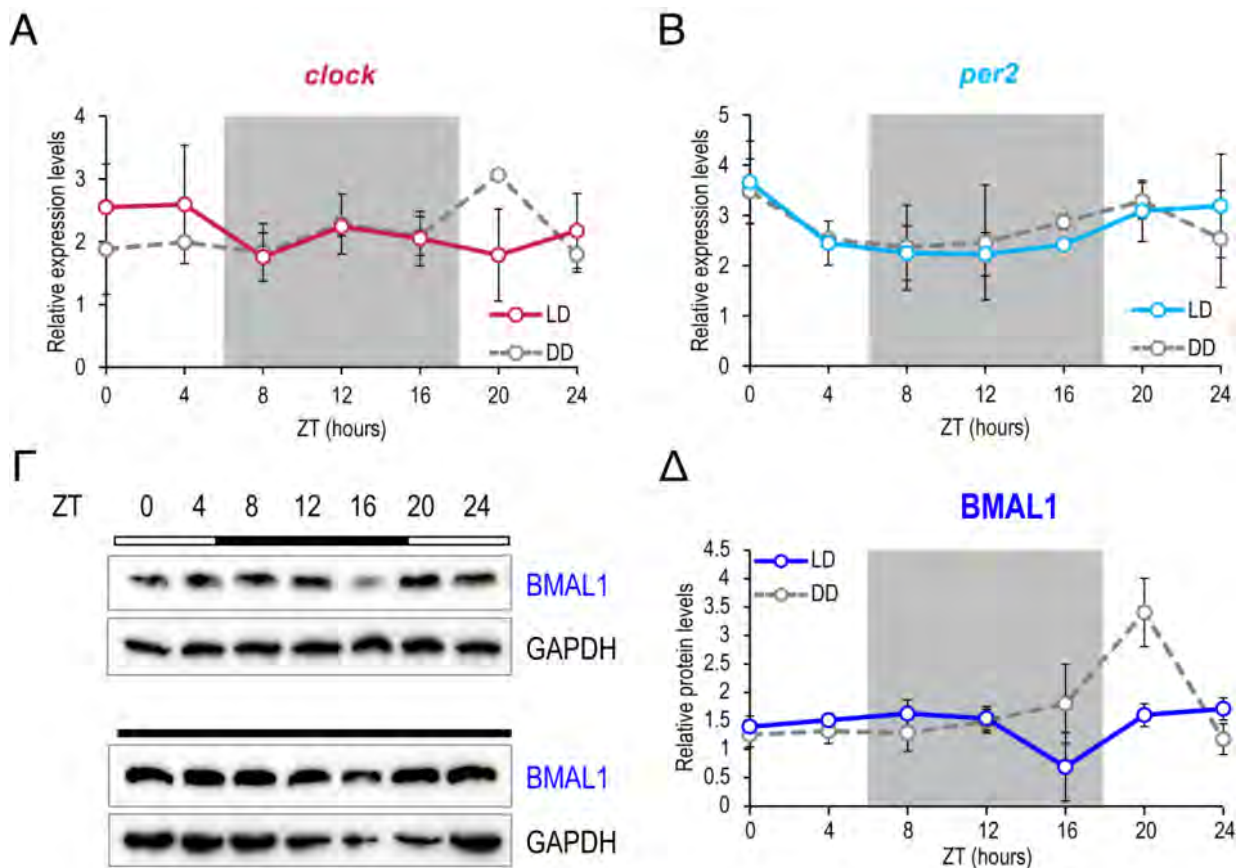 A
clock
Relative expression levels
4
3
2
1
0
0 4 8 12 16 20 24
ZT (hours)
LD
DD
B
per2
Relative expression levels
5
4
3
2
1
0
0 4 8 12 16 20 24
ZT (hours)
LD
DD
Γ
ZT 0 4 8 12 16 20 24
BMAL1
GAPDH
BMAL1
GAPDH
Δ
BMAL1
Relative protein levels
4.5
4
3.5
3
2.5
2
1.5
1
0.5
0
0 4 8 12 16 20 24
ZT (hours)
LD
DD